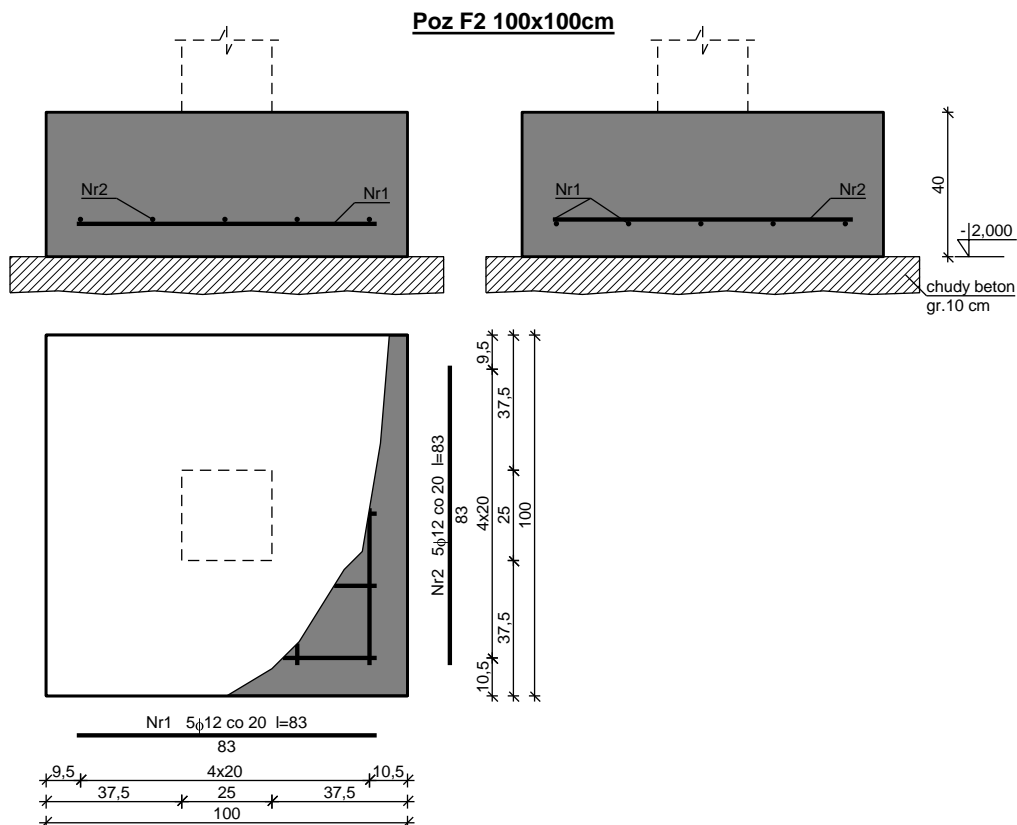 Poz F2 100x100cm
Nr2
Nr1
Nr1
Nr2
40
-2,000
chudy beton
gr.10 cm
9,5
37,5
Nr2 5ϕ12 co 20 l=83
83
4x20
25
100
37,5
10,5
Nr1 5ϕ12 co 20 l=83
83
9,5
4x20
10,5
37,5
25
37,5
100